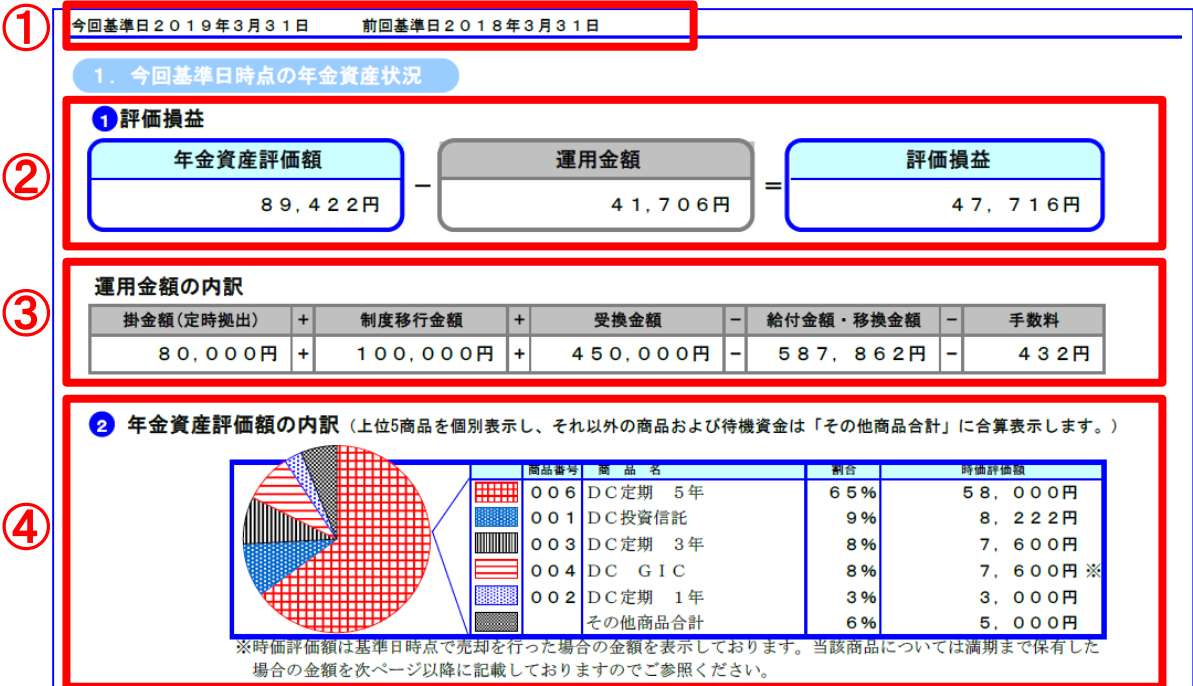 ①
今回基準日２０１９年３月３１日　　前回基準日２０１８年３月３１日
１．今回基準日時点の年金資産状況
②
❶評価損益
年金資産評価額　運用金額　評価損益
８９,４２２円 － ４１,７０６円 ＝ ４７，７１６円
③
運用金額の内訳
掛金額(定時拠出) + 制度移行金額 + 受換金額 － 給付金額・移換金額 － 手数料
８０,０００円 + １００,０００円 + ４５０,０００円 － ５８７，８６２円 － ４３２円
④
❷ 年金資産評価額の内訳（上位5商品を個別表示し、それ以外の商品および待機資金は「その他商品合計」に合算表示します。）
商品番号 商　品　名 割合 時価評価額
００６ ＤＣ定期　５年 ６５% ５８，０００円
００１ ＤＣ投資信託 ９% ８，２２２円
００３ ＤＣ定期　３年 ８% ７，６００円
００４ ＤＣ　ＧＩＣ ８% ７，６００円 ※
００２ ＤＣ定期　１年 ３% ３，０００円
その他商品合計 ６% ５，０００円
※時価評価額は基準日時点で売却を行った場合の金額を表示しております。当該商品については満期まで保有した
場合の金額を次ページ以降に記載しておりますのでご参照ください。